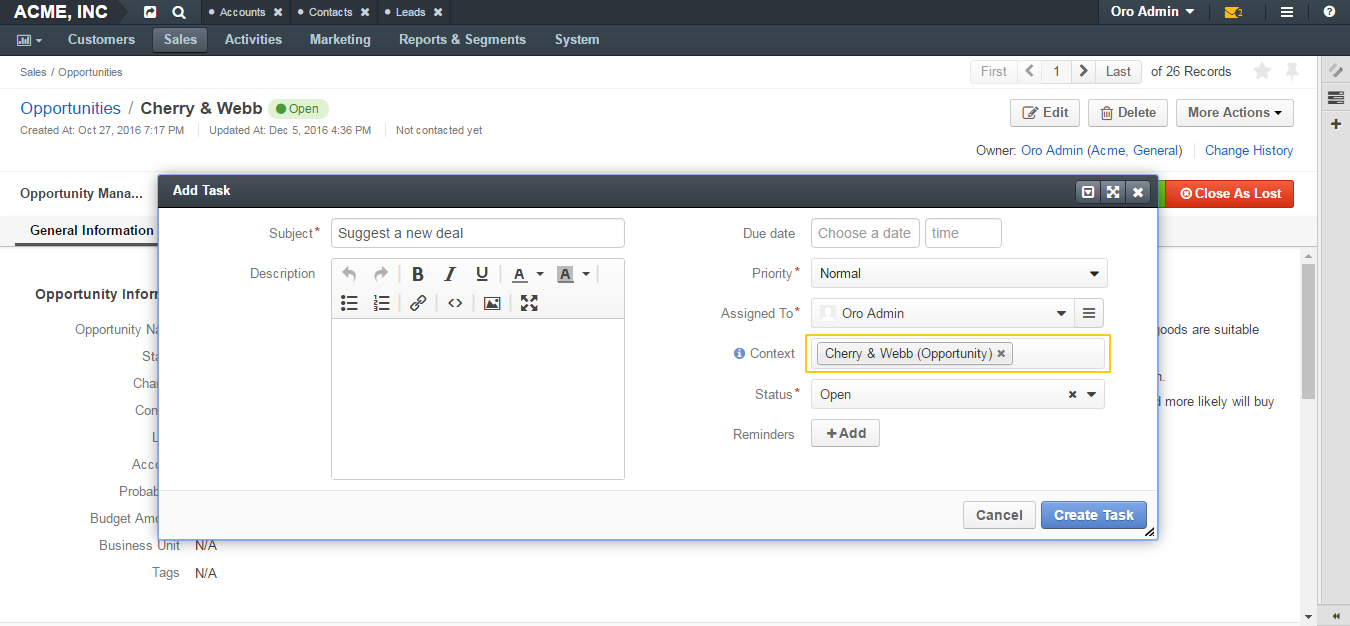 ACME, INC Accounts Contacts Leads Oro Admin 2
Customers Sales Activities Marketing Reports & Segments System
Sales / Opportunities First 1 Last of 26 Records
Opportunities / Cherry & Webb Open Edit Delete More Actions
Created At: Oct 27, 2016 7:17 PM Updated At: Dec 5, 2016 4:36 PM Not contacted yet
Owner: Oro Admin (Acme, General) Change History
Opportunity Mana... Close As Lost
Add Task
General Information
Subject* Suggest a new deal Due date Choose a date time
Description B I U A A Priority* Normal
Opportunity Infor
Assigned To* Oro Admin
Opportunity Na goods are suitable
Context Cherry & Webb (Opportunity)
Sta
Chan n.
Status* Open
Con d more likely will buy
Reminders +Add
L
Acco
Probab
Budget Amo
Cancel Create Task
Business Unit N/A
Tags N/A